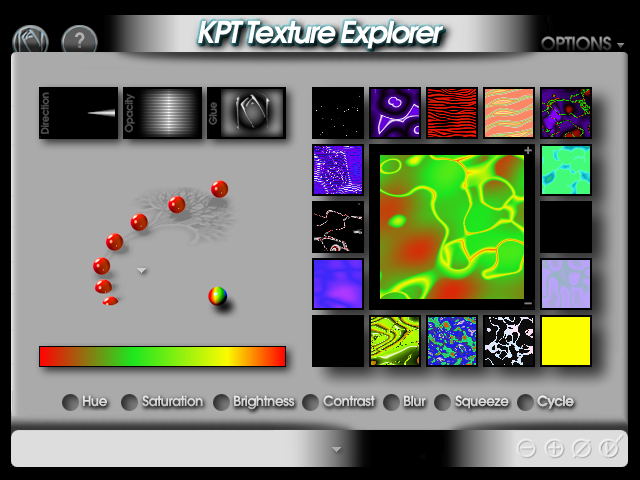 KPT Texture Explorer
?
OPTIONS
Direction
Opacity
Glue
+
−
Hue Saturation Brightness Contrast Blur Squeeze Cycle